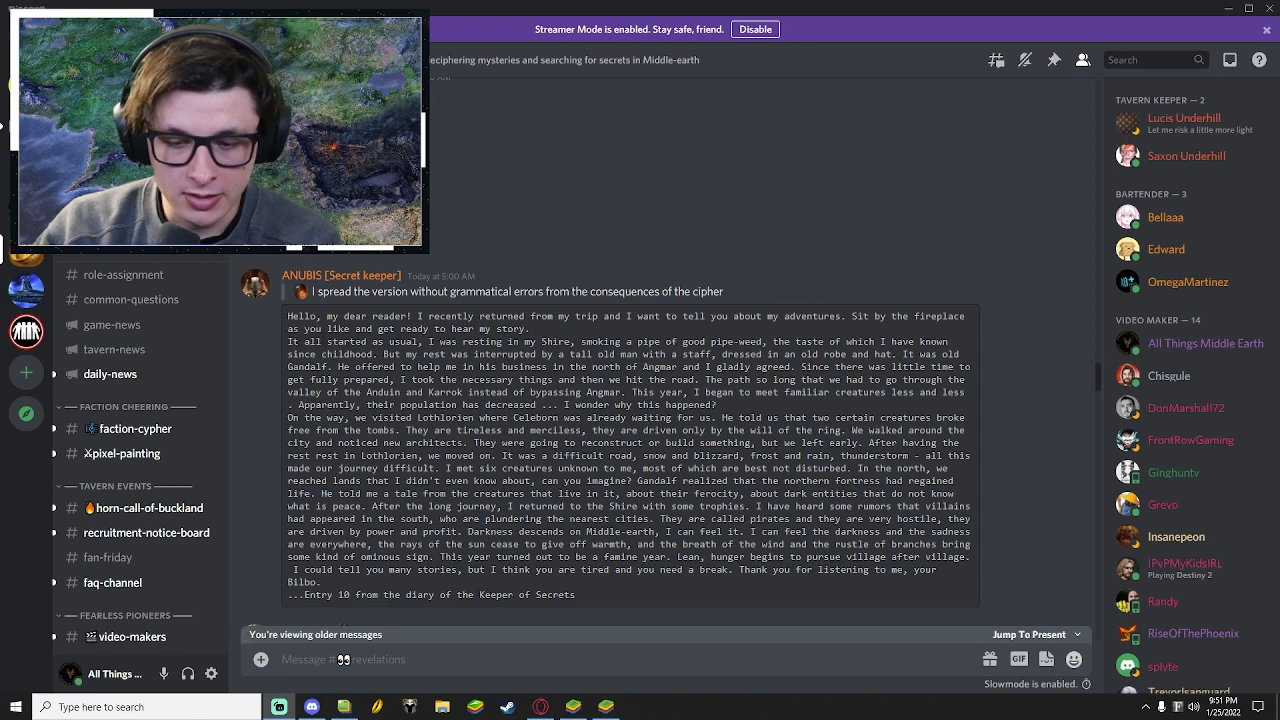 Streamer Mode is enabled. Stay safe, friend.
Disable
deciphering mysteries and searching for secrets in Middle-earth
Search
role-assignment
common-questions
game-news
tavern-news
daily-news
FACTION CHEERING
faction-cypher
pixel-painting
TAVERN EVENTS
horn-call-of-buckland
recruitment-notice-board
fan-friday
faq-channel
FEARLESS PIONEERS
video-makers
All Things ...
ANUBIS [Secret keeper] Today at 5:00 AM
I spread the version without grammatical errors from the consequences of the cipher
Hello, my dear reader! I recently returned from my trip and I want to tell you about my adventures. Sit by the fireplace
as you like and get ready to hear my story.
It all started as usual, I was resting in my Shire, smoking a pipe of good pipe-weed, the taste of which I have known
since childhood. But my rest was interrupted by a tall old man with a staff, dressed in an old robe and hat. It was old
Gandalf. He offered to help me in his business in the north of Angmar and I gladly agreed. Since there was little time to
get fully prepared, I took the necessary things and then we hit the road. The path so long that we had to go through the
valley of the Anduin and Karrok instead of bypassing Angmar. This year, I began to meet familiar creatures less and less
. Apparently, their population has decreased ... I wonder why this happened?
On the way, we visited Lothlorien where Celeborn was already waiting for us. He told us that two certain creatures broke
free from the tombs. They are tireless and merciless, they are driven only by the will of the ring. We walked around the
city and noticed new architects. They were going to reconstruct or build something, but we left early. After having the
rest rest in Lothlorien, we moved on. It was a difficult road, snow and blizzard, frost and rain, thunderstorm - all this
made our journey difficult. I met six creatures unknown to me, most of which are best not disturbed. In the north, we
reached lands that I didn't even know about, can you imagine? Gandalf realized that the northern fortress had regained
life. He told me a tale from the creatures that live in it, about their ferocity, about dark entities that do not know
what is peace. After the long journey, I returned to the Shire with some trophies. I have heard some rumors that villains
had appeared in the south, who are plundering the nearest cities. They are called pirates and they are very hostile, they
are driven by power and profit. Darkness descends on Middle-earth, I can feel it. I can feel the darkness and the sadness
are everywhere, the rays of the sun cease to give off warmth, and the breath of the wind and the rustle of branches bring
some kind of ominous sign. This year turned out to be a famine year. Lean, hunger begins to pursue village after village.
I could tell you many stories, but I think you are tired and you need a break. Thank you for listening to me, your
Bilbo.
...Entry 10 from the diary of the Keeper of Secrets
You're viewing older messages
Jump To Present
Message #👀revelations
GIF
Slowmode is enabled.
TAVERN KEEPER — 2
Lucis Underhill
Let me risk a little more light
Saxon Underhill
BARTENDER — 3
Bellaaa
Edward
OmegaMartinez
VIDEO MAKER — 14
All Things Middle Earth
Chisgule
DonMarshall72
FrontRowGaming
Ginghuntv
Grevo
Insanepeon
IPvPMyKidsIRL
Playing Destiny 2
Randy
RiseOfThePhoenix
splyte
Type here to search
9:51 PM
1/25/2022